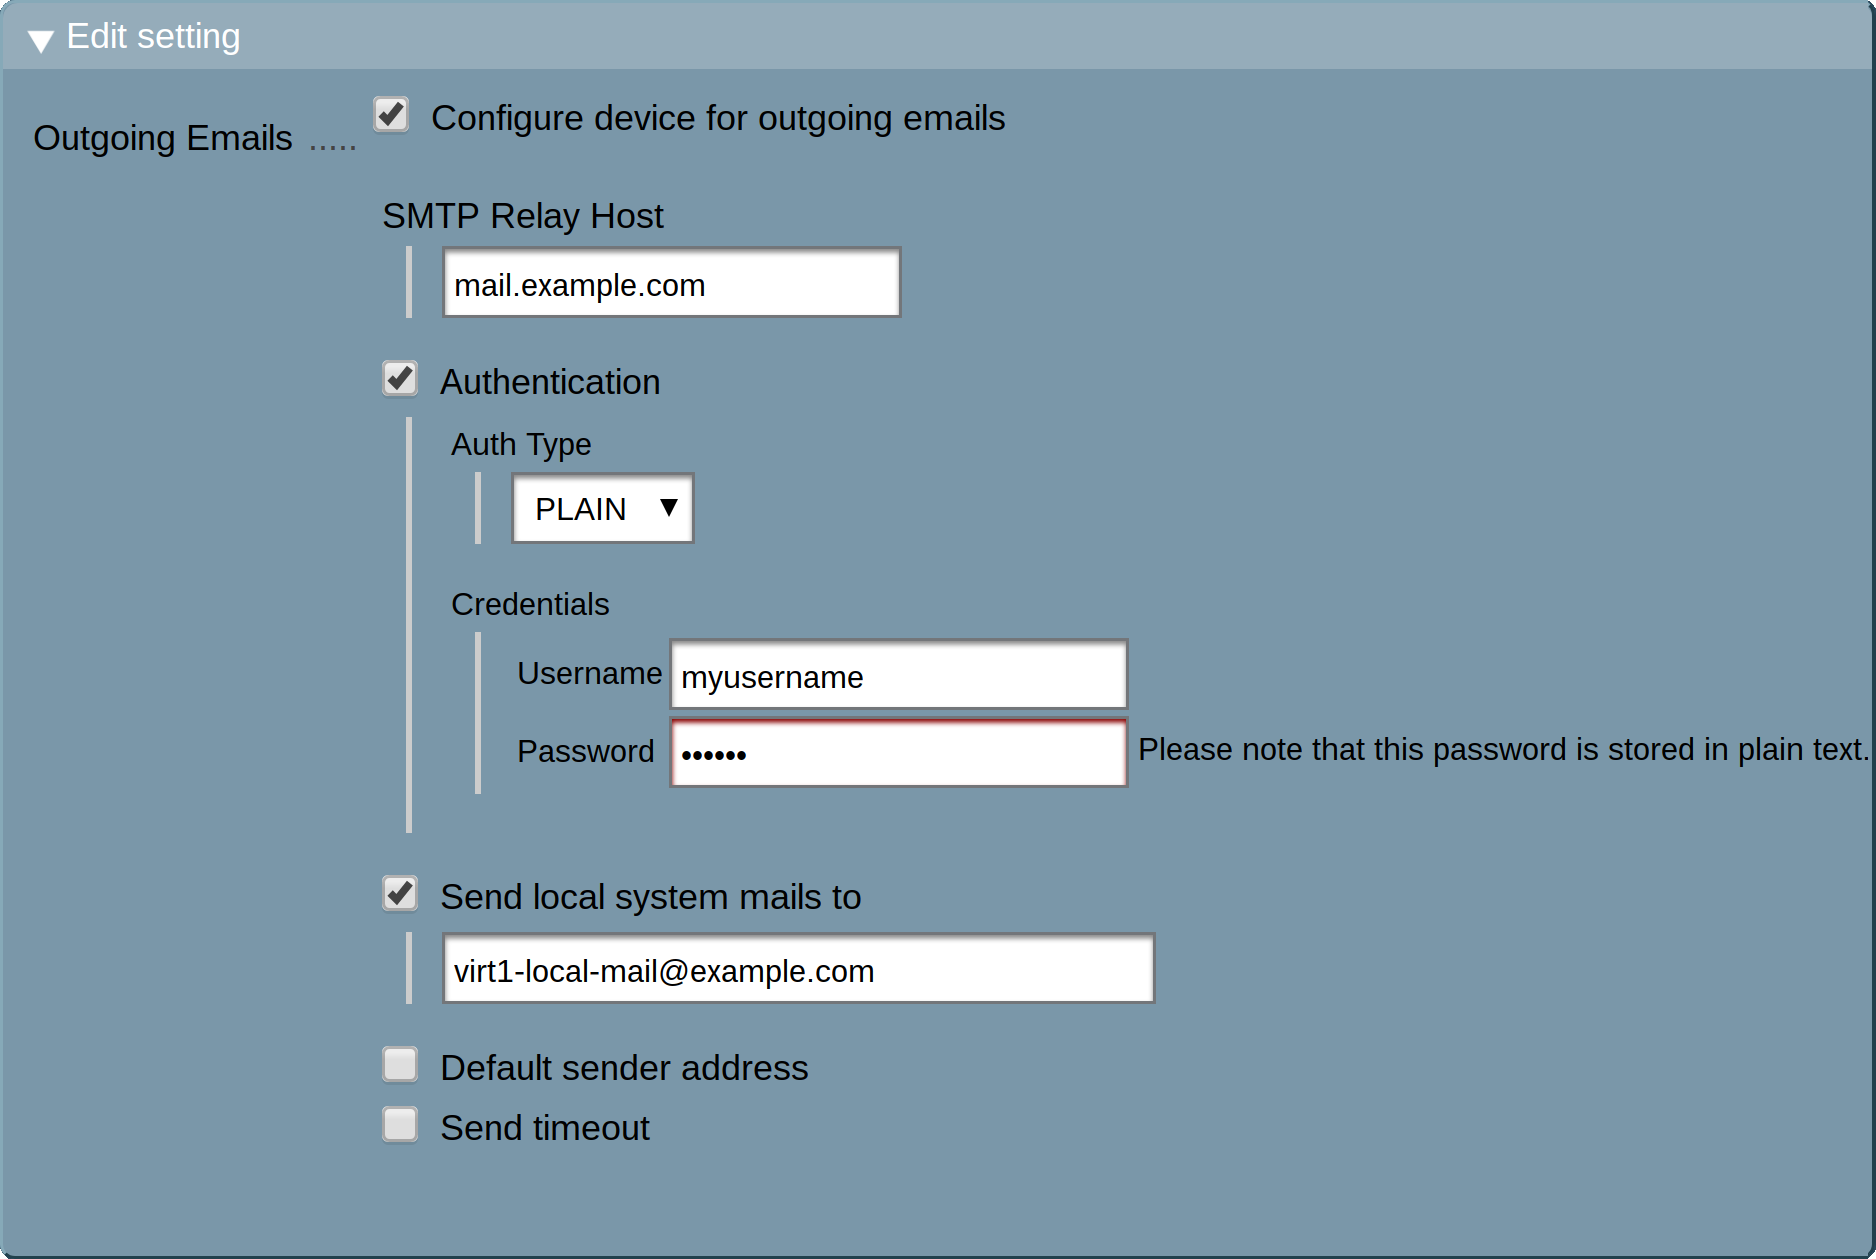 Edit setting
Outgoing Emails .....
Configure device for outgoing emails
SMTP Relay Host
mail.example.com
Authentication
Auth Type
PLAIN
Credentials
Username myusername
Password •••••• Please note that this password is stored in plain text.
Send local system mails to
virt1-local-mail@example.com
Default sender address
Send timeout